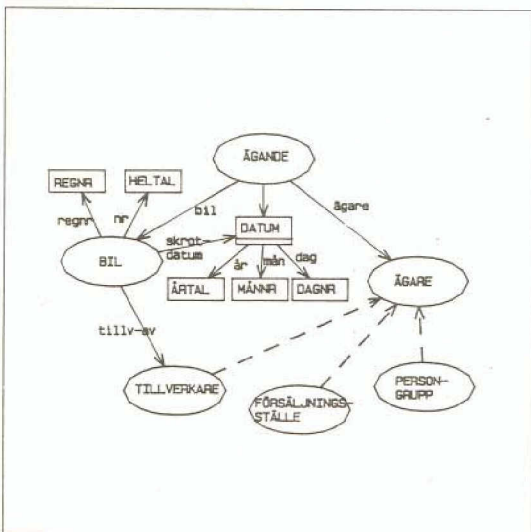 ÄGANDE
REGNR
HELTAL
regnr
nr
bil
ägare
DATUM
skrot-
datum
BIL
år
mån
dag
ÅRTAL
MÅNNR
DAGNR
ÄGARE
tillv-av
TILLVERKARE
FÖRSÄLJNINGS-
STÄLLE
PERSON-
GRUPP